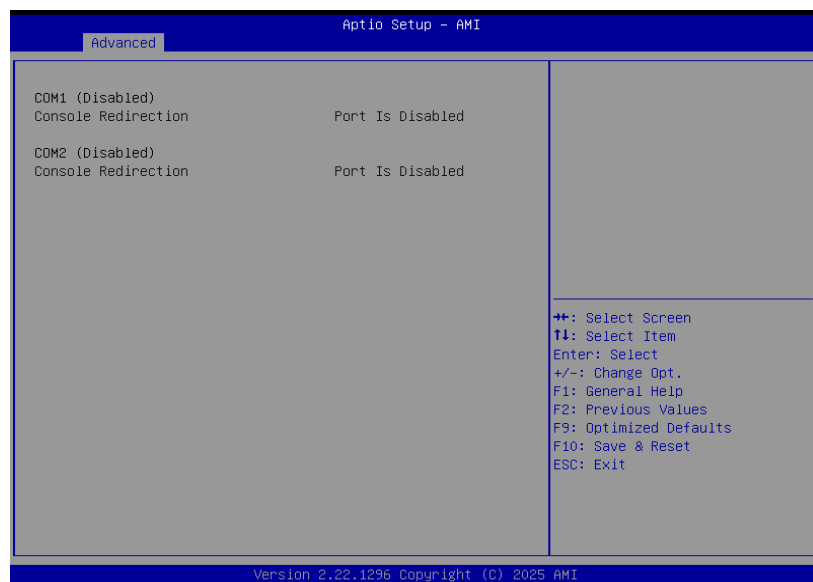 Aptio Setup – AMI
Advanced
COM1 (Disabled)
Console Redirection Port Is Disabled
COM2 (Disabled)
Console Redirection Port Is Disabled
→←: Select Screen
↑↓: Select Item
Enter: Select
+/-: Change Opt.
F1: General Help
F2: Previous Values
F9: Optimized Defaults
F10: Save & Reset
ESC: Exit
Version 2.22.1296 Copyright (C) 2025 AMI